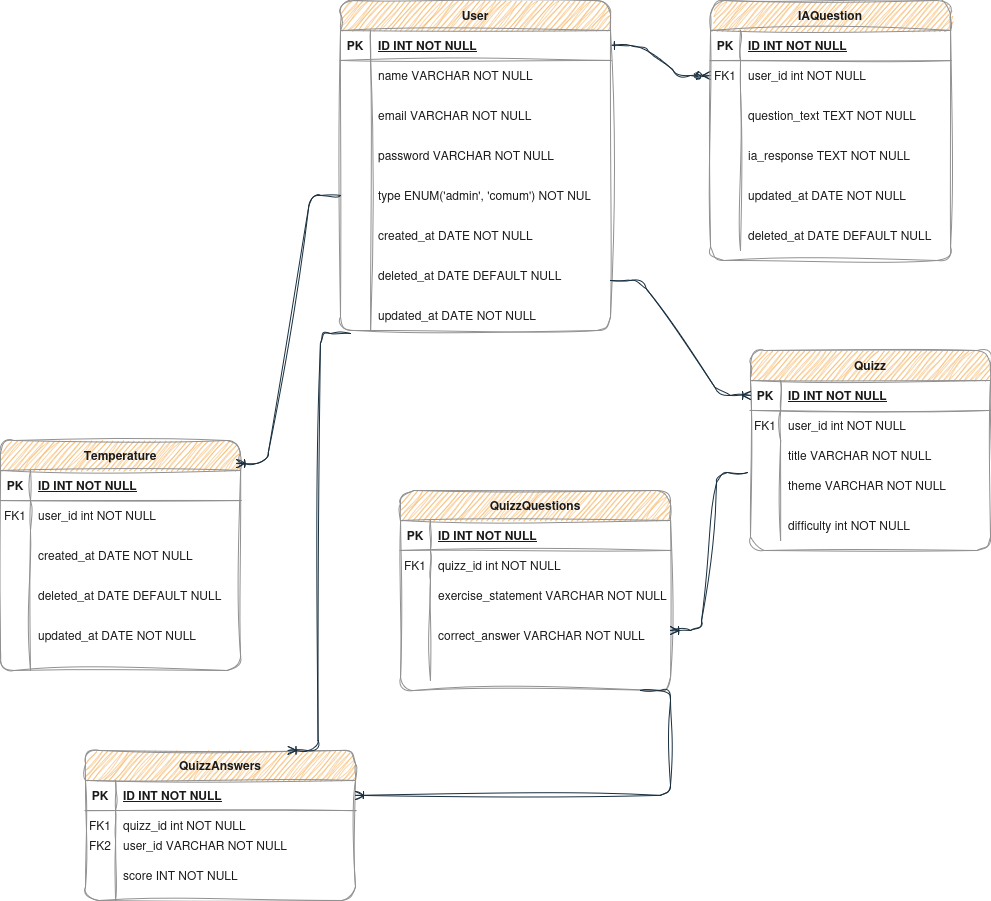 User
PK ID INT NOT NULL
name VARCHAR NOT NULL
email VARCHAR NOT NULL
password VARCHAR NOT NULL
type ENUM('admin', 'comum') NOT NUL
created_at DATE NOT NULL
deleted_at DATE DEFAULT NULL
updated_at DATE NOT NULL
IAQuestion
PK ID INT NOT NULL
FK1 user_id int NOT NULL
question_text TEXT NOT NULL
ia_response TEXT NOT NULL
updated_at DATE NOT NULL
deleted_at DATE DEFAULT NULL
Quizz
PK ID INT NOT NULL
FK1 user_id int NOT NULL
title VARCHAR NOT NULL
theme VARCHAR NOT NULL
difficulty int NOT NULL
Temperature
PK ID INT NOT NULL
FK1 user_id int NOT NULL
created_at DATE NOT NULL
deleted_at DATE DEFAULT NULL
updated_at DATE NOT NULL
QuizzQuestions
PK ID INT NOT NULL
FK1 quizz_id int NOT NULL
exercise_statement VARCHAR NOT NULL
correct_answer VARCHAR NOT NULL
QuizzAnswers
PK ID INT NOT NULL
FK1 quizz_id int NOT NULL
FK2 user_id VARCHAR NOT NULL
score INT NOT NULL